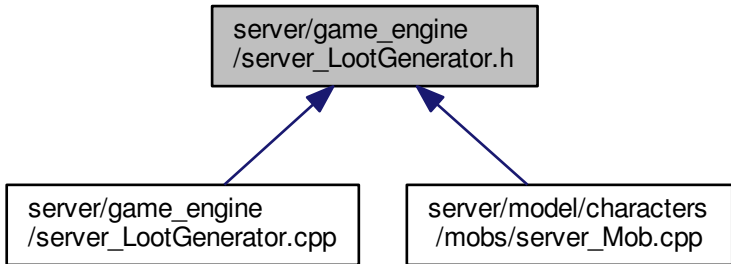 server/game_engine
/server_LootGenerator.h
server/game_engine
/server_LootGenerator.cpp
server/model/characters
/mobs/server_Mob.cpp